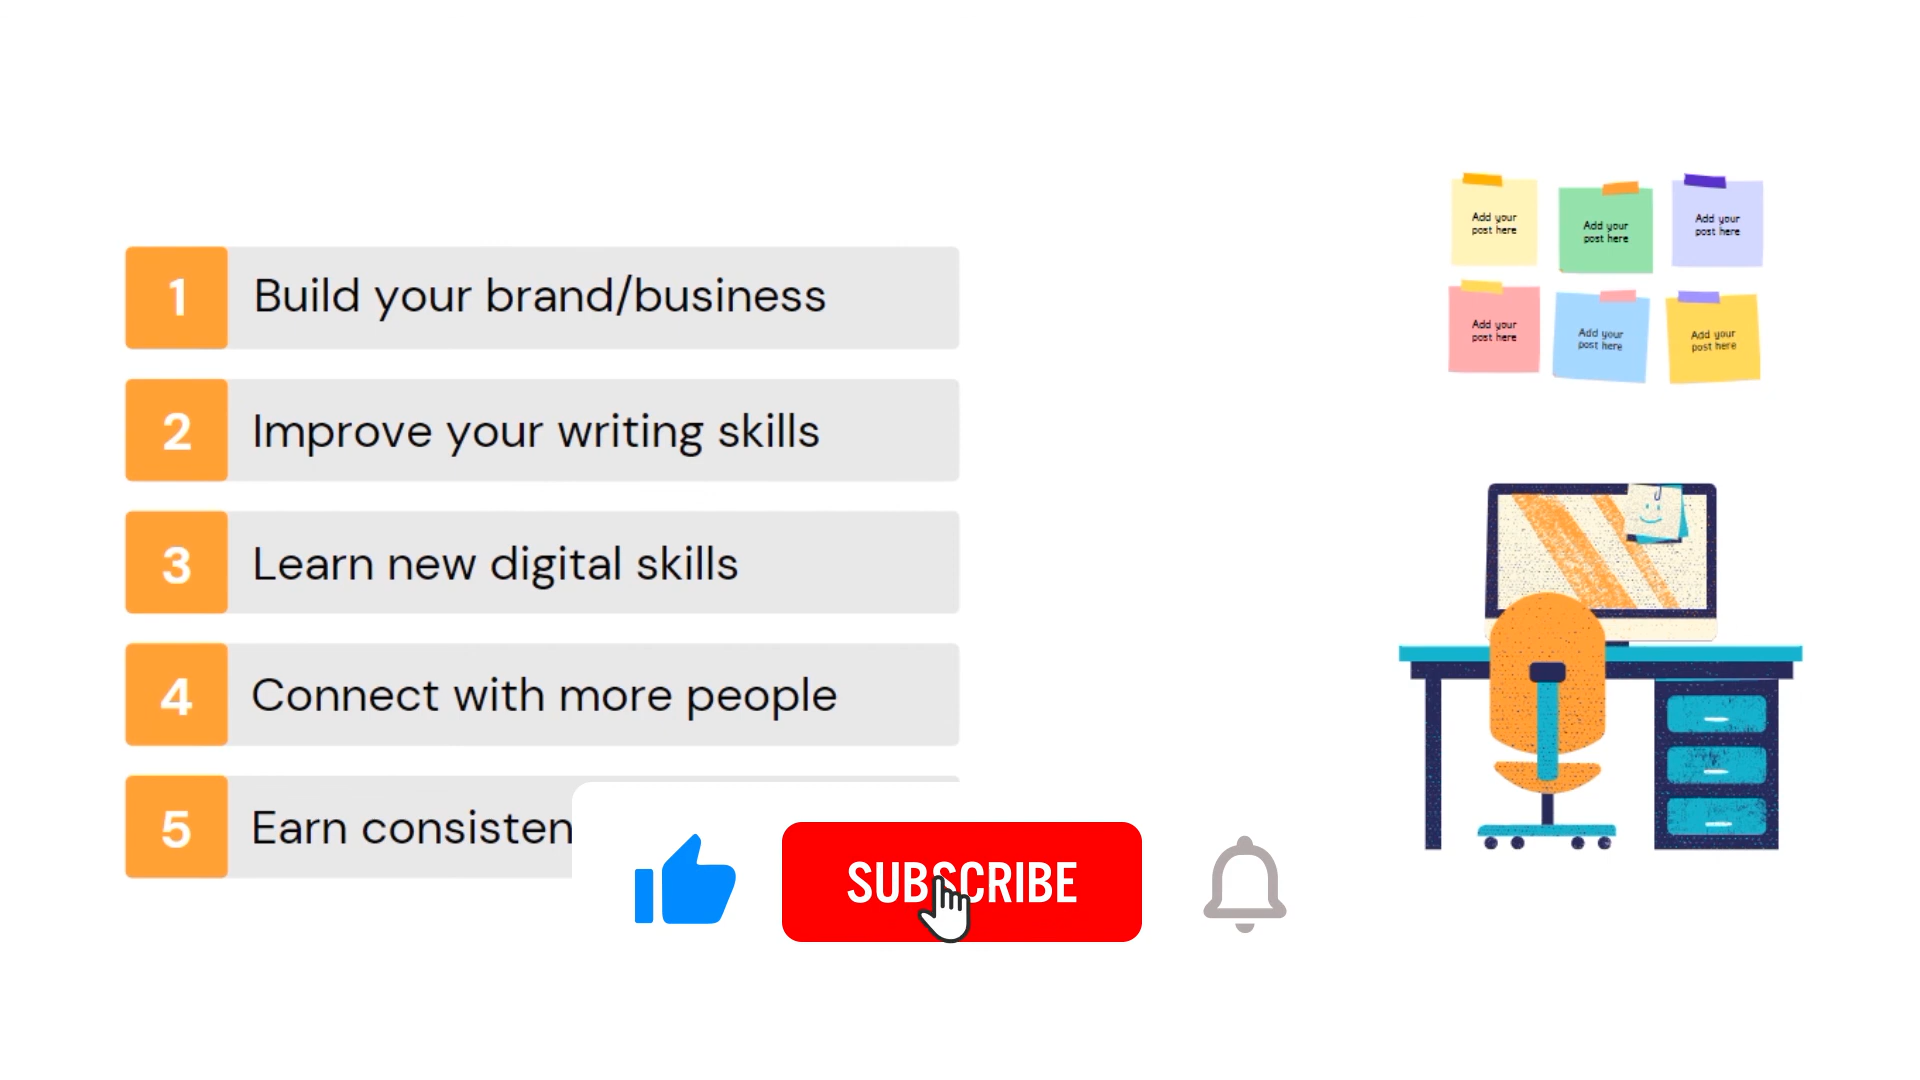 1 Build your brand/business
2 Improve your writing skills
3 Learn new digital skills
4 Connect with more people
5 Earn
SUBSCRIBE
Add your
post here
Add your
post here
Add your
post here
Add your
post here
Add your
post here
Add your
post here